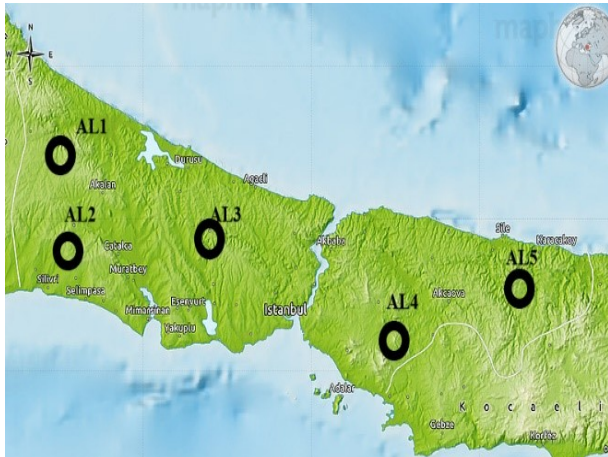 N
W E
S
AL1
Durusu
Akalan
Agacli
AL2
AL3
Catalca
Akbaba
Sile
Karacakoy
Silivri
Muratbey
AL5
Selimpasa
Akcaova
Mimarsinan
Esenyurt
Istanbul
AL4
Yakuplu
Adalar
Kocaeli
Gebze
Korfez